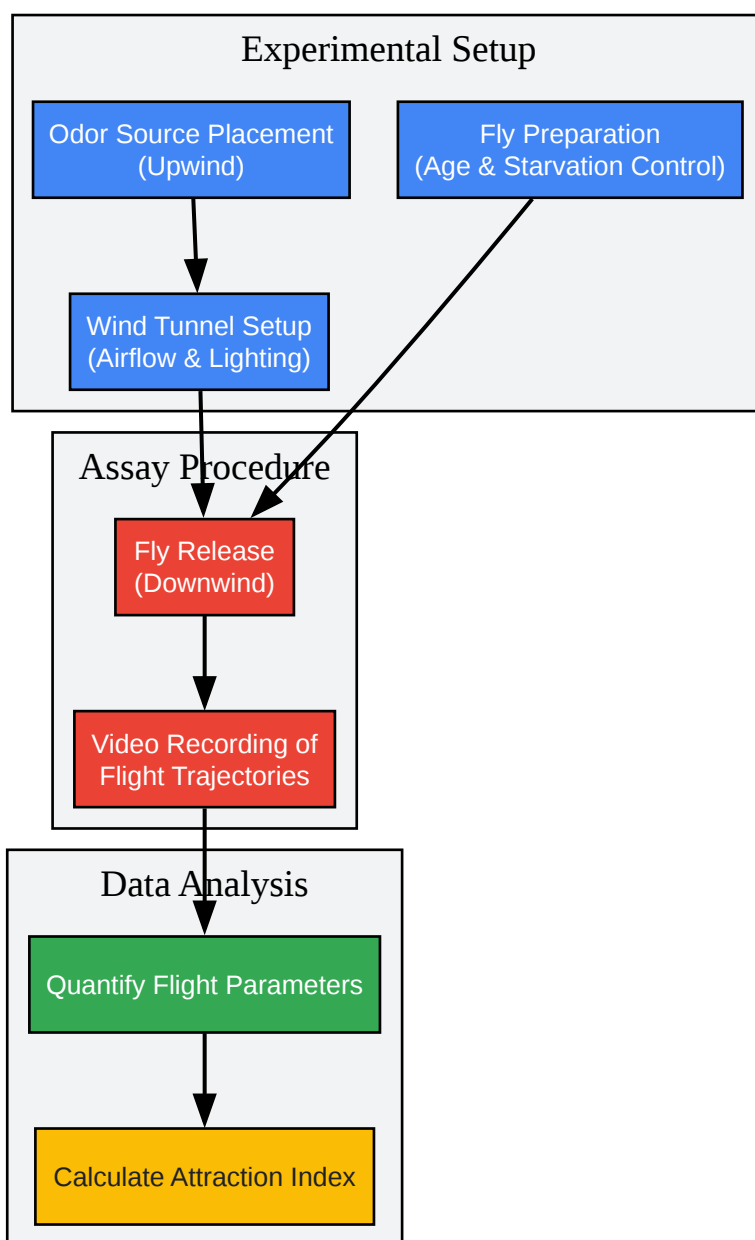 Experimental Setup
Odor Source Placement
(Upwind)
Fly Preparation
(Age & Starvation Control)
Wind Tunnel Setup
(Airflow & Lighting)
Assay Procedure
Fly Release
(Downwind)
Video Recording of
Flight Trajectories
Data Analysis
Quantify Flight Parameters
Calculate Attraction Index